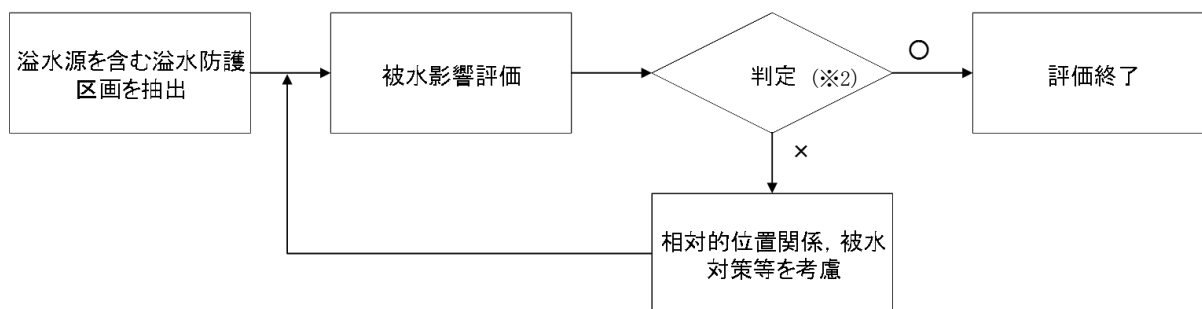 溢水源を含む溢水防護
区画を抽出
被水影響評価
判定 (※2)
○
評価終了
×
相対的位置関係，被水
対策等を考慮